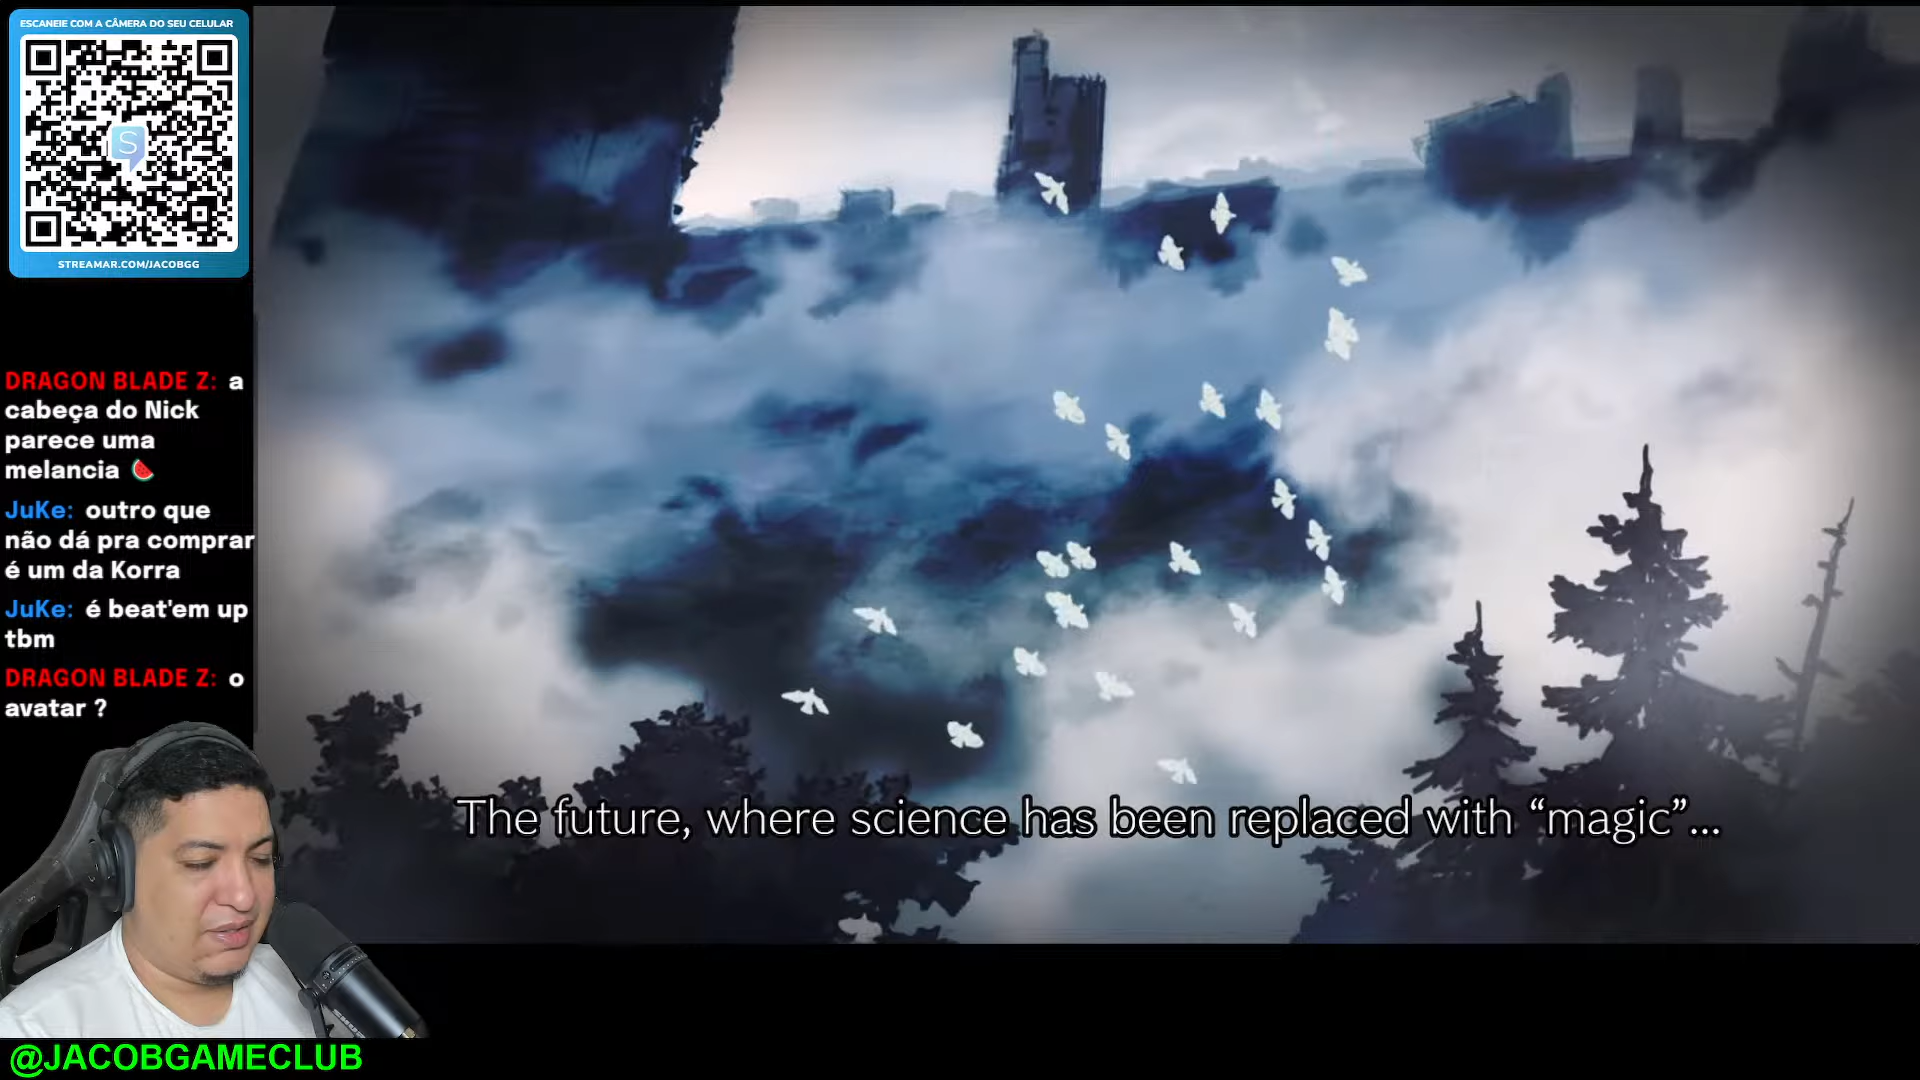 ESCANEIE COM A CÂMERA DO SEU CELULAR
S
STREAMAR.COM/JACOBGG
DRAGON BLADE Z: a
cabeça do Nick
parece uma
melancia 🍉
JuKe: outro que
não dá pra comprar
é um da Korra
JuKe: é beat'em up
tbm
DRAGON BLADE Z: o
avatar ?
The future, where science has been replaced with “magic”...
@JACOBGAMECLUB